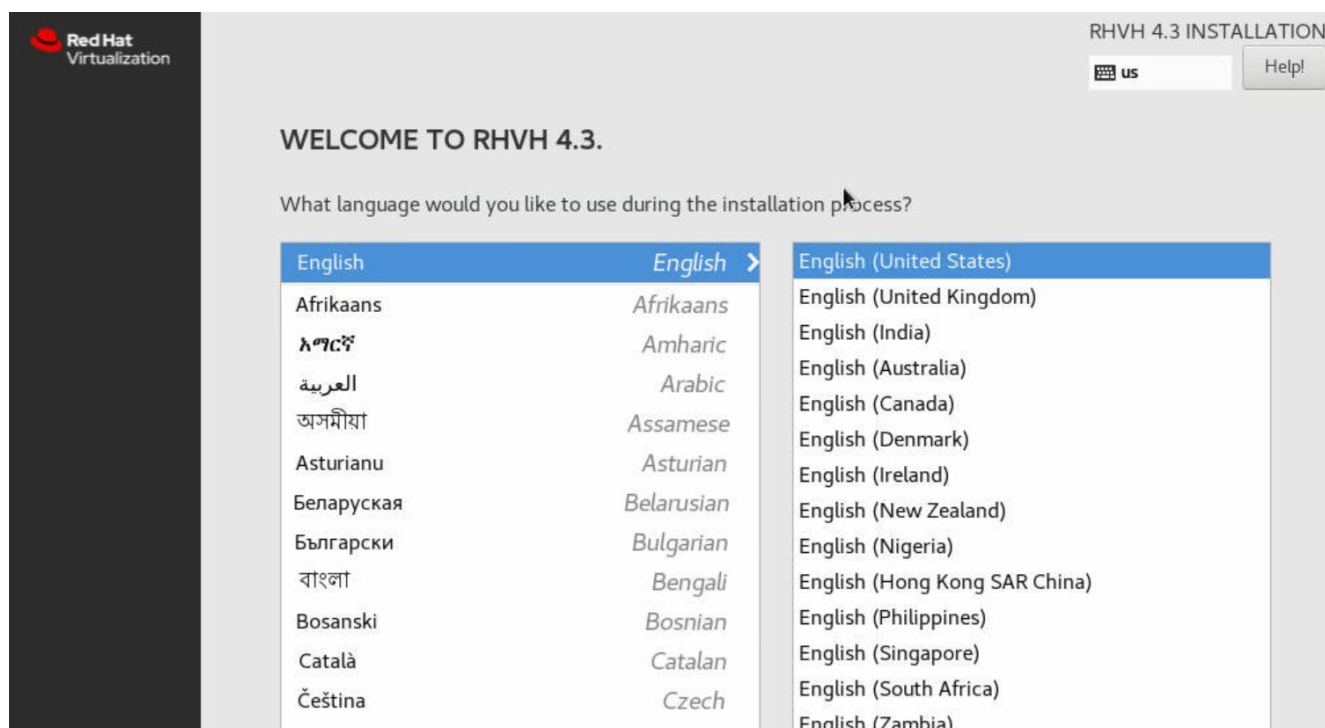 Red Hat
Virtualization
RHVH 4.3 INSTALLATION
us
Help!
WELCOME TO RHVH 4.3.
What language would you like to use during the installation process?
English English
Afrikaans Afrikaans
አማርኛ Amharic
العربية Arabic
অসমীয়া Assamese
Asturianu Asturian
Беларуская Belarusian
Български Bulgarian
বাংলা Bengali
Bosanski Bosnian
Català Catalan
Čeština Czech
English (United States)
English (United Kingdom)
English (India)
English (Australia)
English (Canada)
English (Denmark)
English (Ireland)
English (New Zealand)
English (Nigeria)
English (Hong Kong SAR China)
English (Philippines)
English (Singapore)
English (South Africa)
English (Zambia)